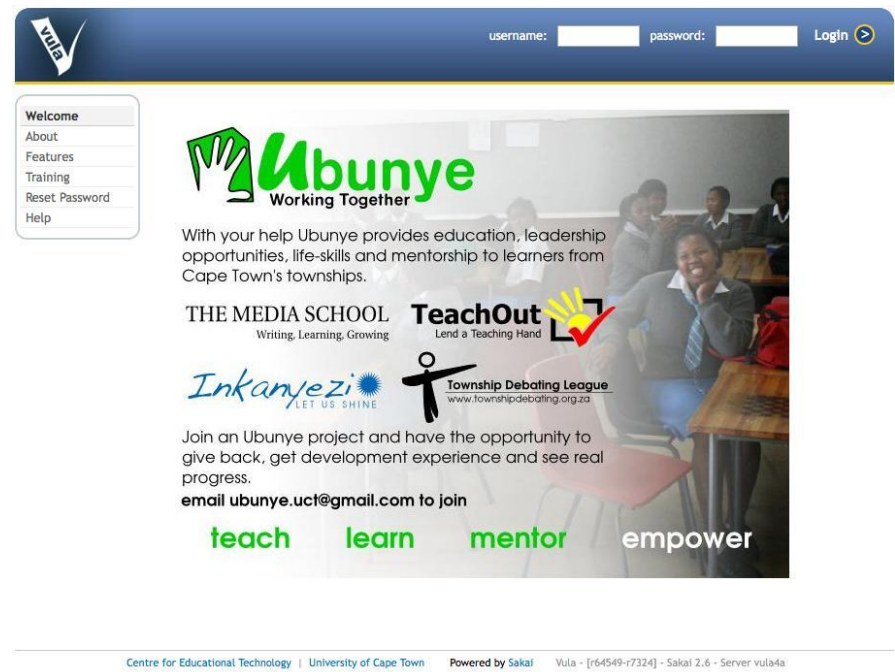 vula
username:
password:
Login
Welcome
About
Features
Training
Reset Password
Help
Ubunye
Working Together
With your help Ubunye provides education, leadership
opportunities, life-skills and mentorship to learners from
Cape Town's townships.
THE MEDIA SCHOOL
Writing, Learning, Growing
TeachOut
Lend a Teaching Hand
Inkanyezi
LET US SHINE
Township Debating League
www.townshipdebating.org.za
Join an Ubunye project and have the opportunity to
give back, get development experience and see real
progress.
email ubunye.uct@gmail.com to join
teach learn mentor empower
Centre for Educational Technology | University of Cape Town Powered by Sakai Vula - [r64549-r7324] - Sakai 2.6 - Server vula4a